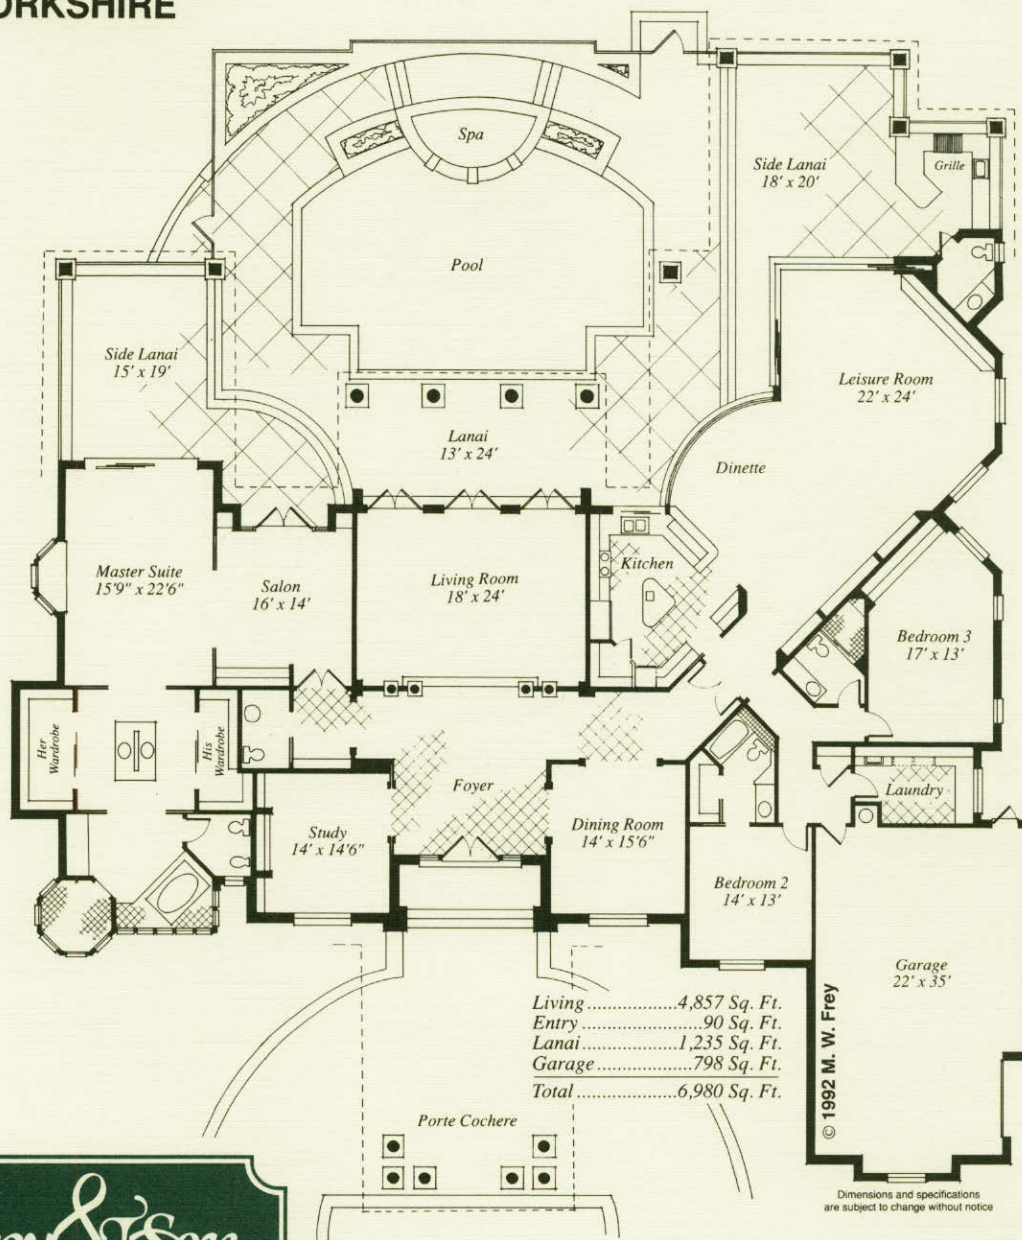 Spa
Side Lanai
18' x 20'
Grille
Pool
Side Lanai
15' x 19'
Leisure Room
22' x 24'
Lanai
13' x 24'
Dinette
Master Suite
15'9" x 22'6"
Salon
16' x 14'
Living Room
18' x 24'
Kitchen
Bedroom 3
17' x 13'
Her
Wardrobe
His
Wardrobe
Foyer
Laundry
Study
14' x 14'6"
Dining Room
14' x 15'6"
Bedroom 2
14' x 13'
Garage
22' x 35'
Living....................4,857 Sq. Ft.
Entry ..........................90 Sq. Ft.
Lanai.....................1,235 Sq. Ft.
Garage.....................798 Sq. Ft.
Total ......................6,980 Sq. Ft.
© 1992 M. W. Frey
Porte Cochere
Dimensions and specifications
are subject to change without notice